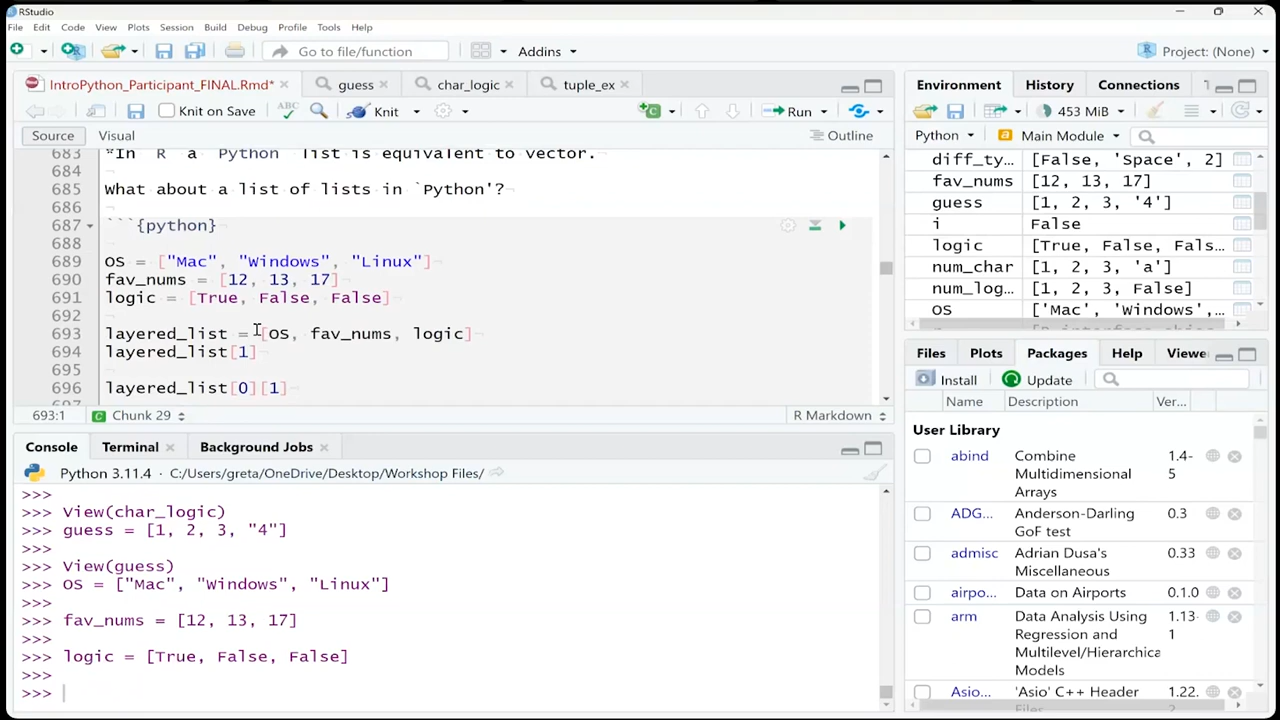 RStudio
File Edit Code View Plots Session Build Debug Profile Tools Help
Go to file/function Addins Project: (None)
IntroPython_Participant_FINAL.Rmd* guess char_logic tuple_ex
Knit on Save ABC Knit Run
Source Visual Outline
683 *In R a Python list is equivalent to vector.
684
685 What about a list of lists in `Python'?
686
687 ```{python}
688
689 OS = ["Mac", "Windows", "Linux"]
690 fav_nums = [12, 13, 17]
691 logic = [True, False, False]
692
693 layered_list = [OS, fav_nums, logic]
694 layered_list[1]
695
696 layered_list[0][1]
697
693:1 Chunk 29 R Markdown
Console Terminal Background Jobs
Python 3.11.4 · C:/Users/greta/OneDrive/Desktop/Workshop Files/
>>>
>>> View(char_logic)
>>> guess = [1, 2, 3, "4"]
>>>
>>> View(guess)
>>> OS = ["Mac", "Windows", "Linux"]
>>>
>>> fav_nums = [12, 13, 17]
>>>
>>> logic = [True, False, False]
>>>
>>>
Environment History Connections
453 MiB
Python Main Module
diff_ty… [False, 'Space', 2]
fav_nums [12, 13, 17]
guess [1, 2, 3, '4']
i False
logic [True, False, Fals…
num_char [1, 2, 3, 'a']
num_log… [1, 2, 3, False]
OS ['Mac', 'Windows',…
Files Plots Packages Help Viewe
Install Update
Name Description Ver...
User Library
abind Combine Multidimensional Arrays 1.4-5
ADG... Anderson-Darling GoF test 0.3
admisc Adrian Dusa's Miscellaneous 0.33
airpo... Data on Airports 0.1.0
arm Data Analysis Using Regression and Multilevel/Hierarchica Models 1.13-1
Asio... 'Asio' C++ Header 1.22.